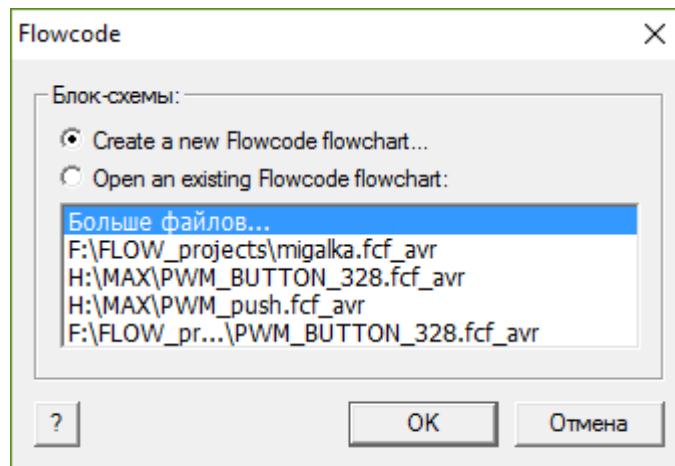 Flowcode
Блок-схемы:
Create a new Flowcode flowchart...
Open an existing Flowcode flowchart:
Больше файлов...
F:\FLOW_projects\migalka.fcf_avr
H:\MAX\PWM_BUTTON_328.fcf_avr
H:\MAX\PWM_push.fcf_avr
F:\FLOW_pr...\PWM_BUTTON_328.fcf_avr
? OK Отмена